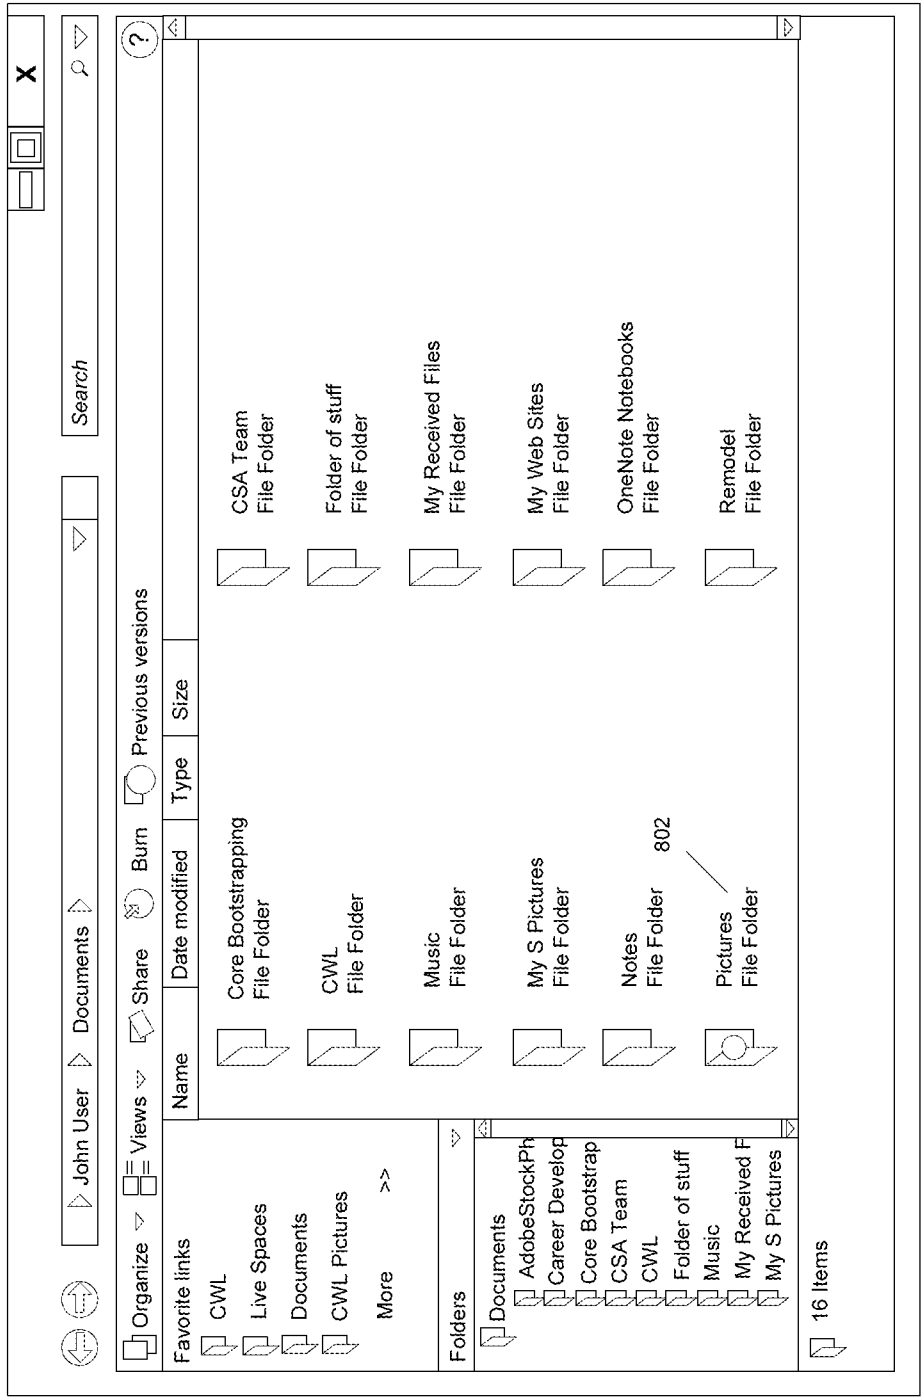 X
John User Documents
Search
Organize Views Share Burn Previous versions ?
Favorite links
CWL
Live Spaces
Documents
CWL Pictures
More >>
Folders
Documents
AdobeStockPh
Career Develop
Core Bootstrap
CSA Team
CWL
Folder of stuff
Music
My Received F
My S Pictures
Name Date modified Type Size
Core Bootstrapping
File Folder
CSA Team
File Folder
CWL
File Folder
Folder of stuff
File Folder
Music
File Folder
My Received Files
File Folder
My S Pictures
File Folder
My Web Sites
File Folder
Notes
File Folder
OneNote Notebooks
File Folder
802
Pictures
File Folder
Remodel
File Folder
16 Items